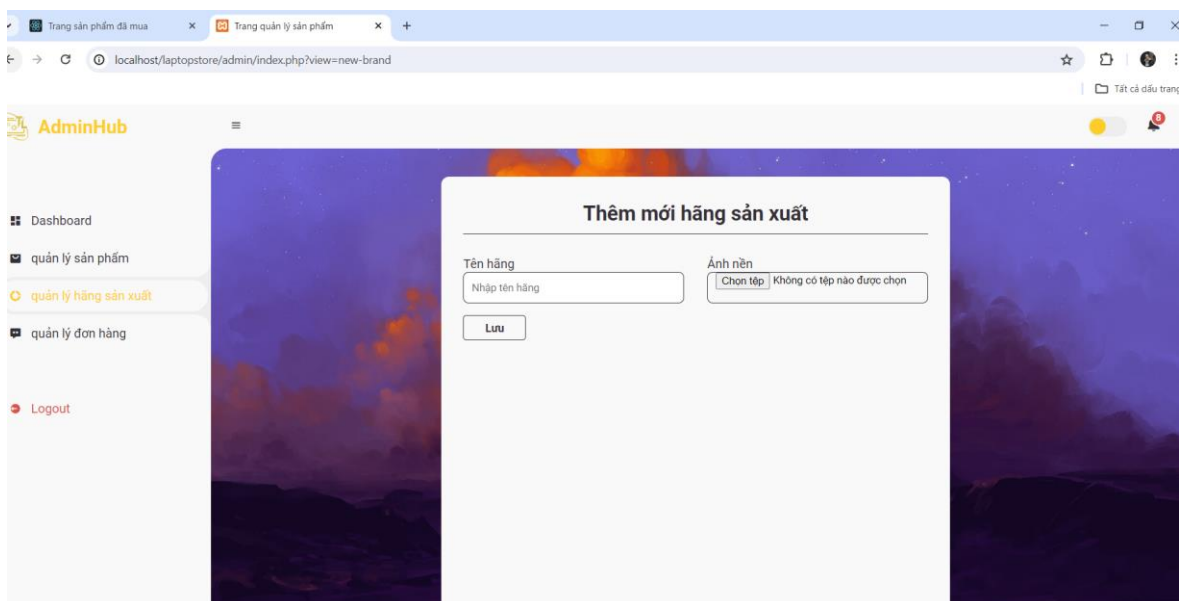 Trang sản phẩm đã mua
Trang quản lý sản phẩm
localhost/laptopstore/admin/index.php?view=new-brand
Tất cả dấu trang
AdminHub
8
Thêm mới hãng sản xuất
Dashboard
quản lý sản phẩm
Tên hãng
Ảnh nền
Nhập tên hãng
Chọn tệp Không có tệp nào được chọn
quản lý hãng sản xuất
Lưu
quản lý đơn hàng
Logout